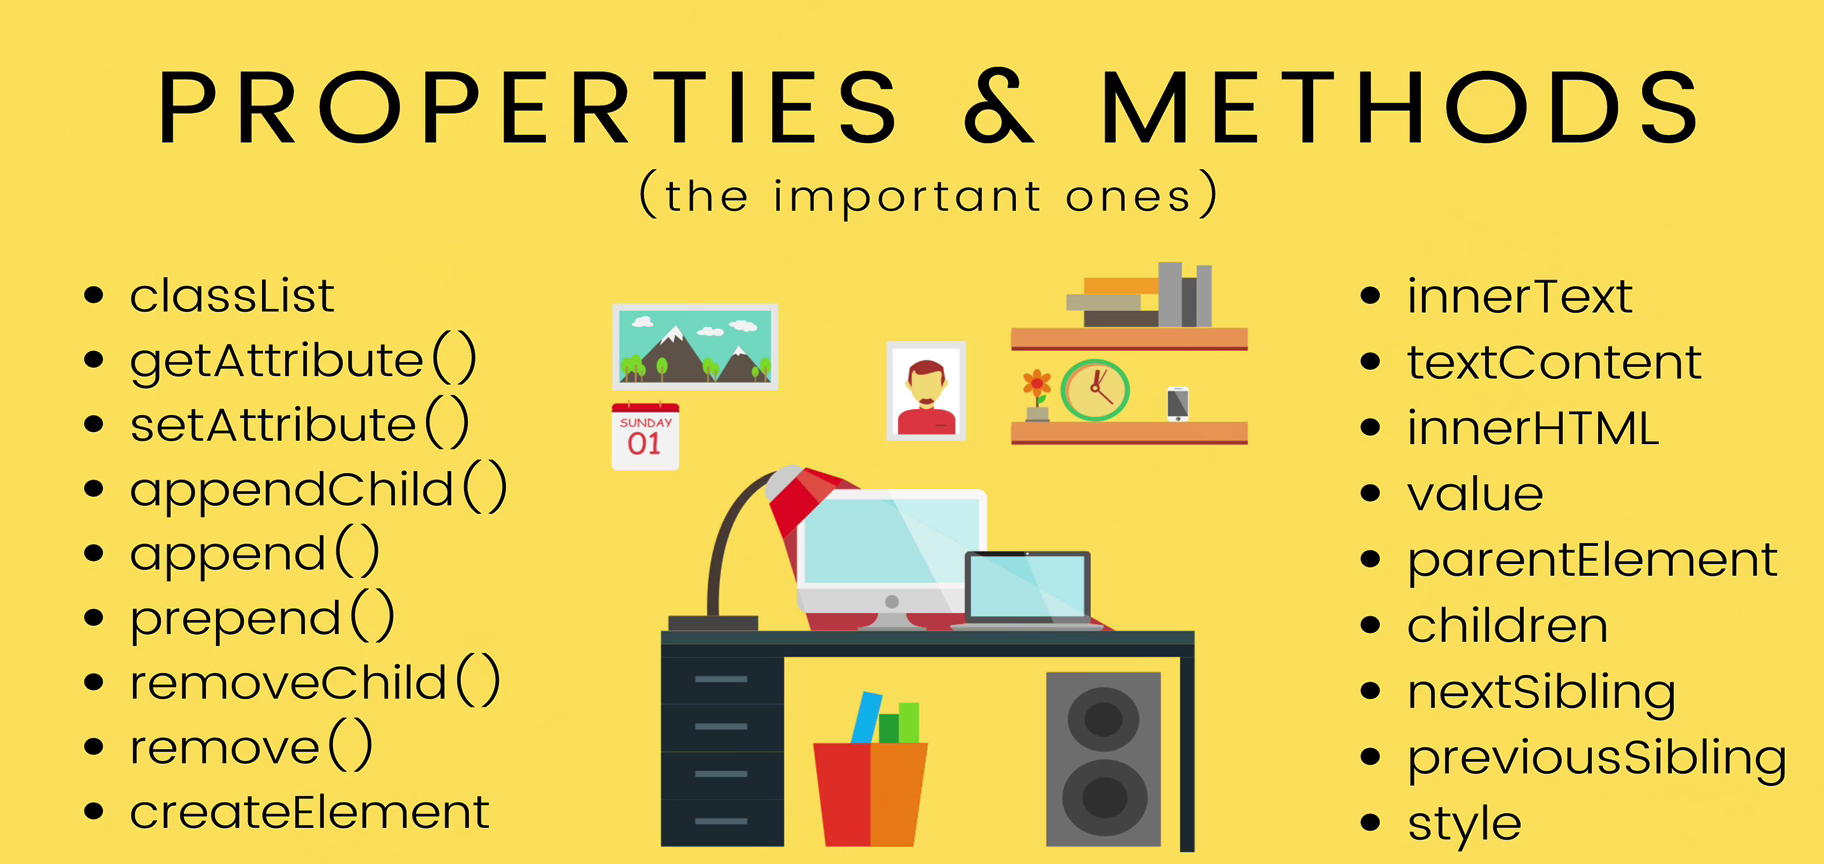 PROPERTIES & METHODS
(the important ones)
• classList
• getAttribute()
• setAttribute()
• appendChild()
• append()
• prepend()
• removeChild()
• remove()
• createElement
SUNDAY
01
• innerText
• textContent
• innerHTML
• value
• parentElement
• children
• nextSibling
• previousSibling
• style